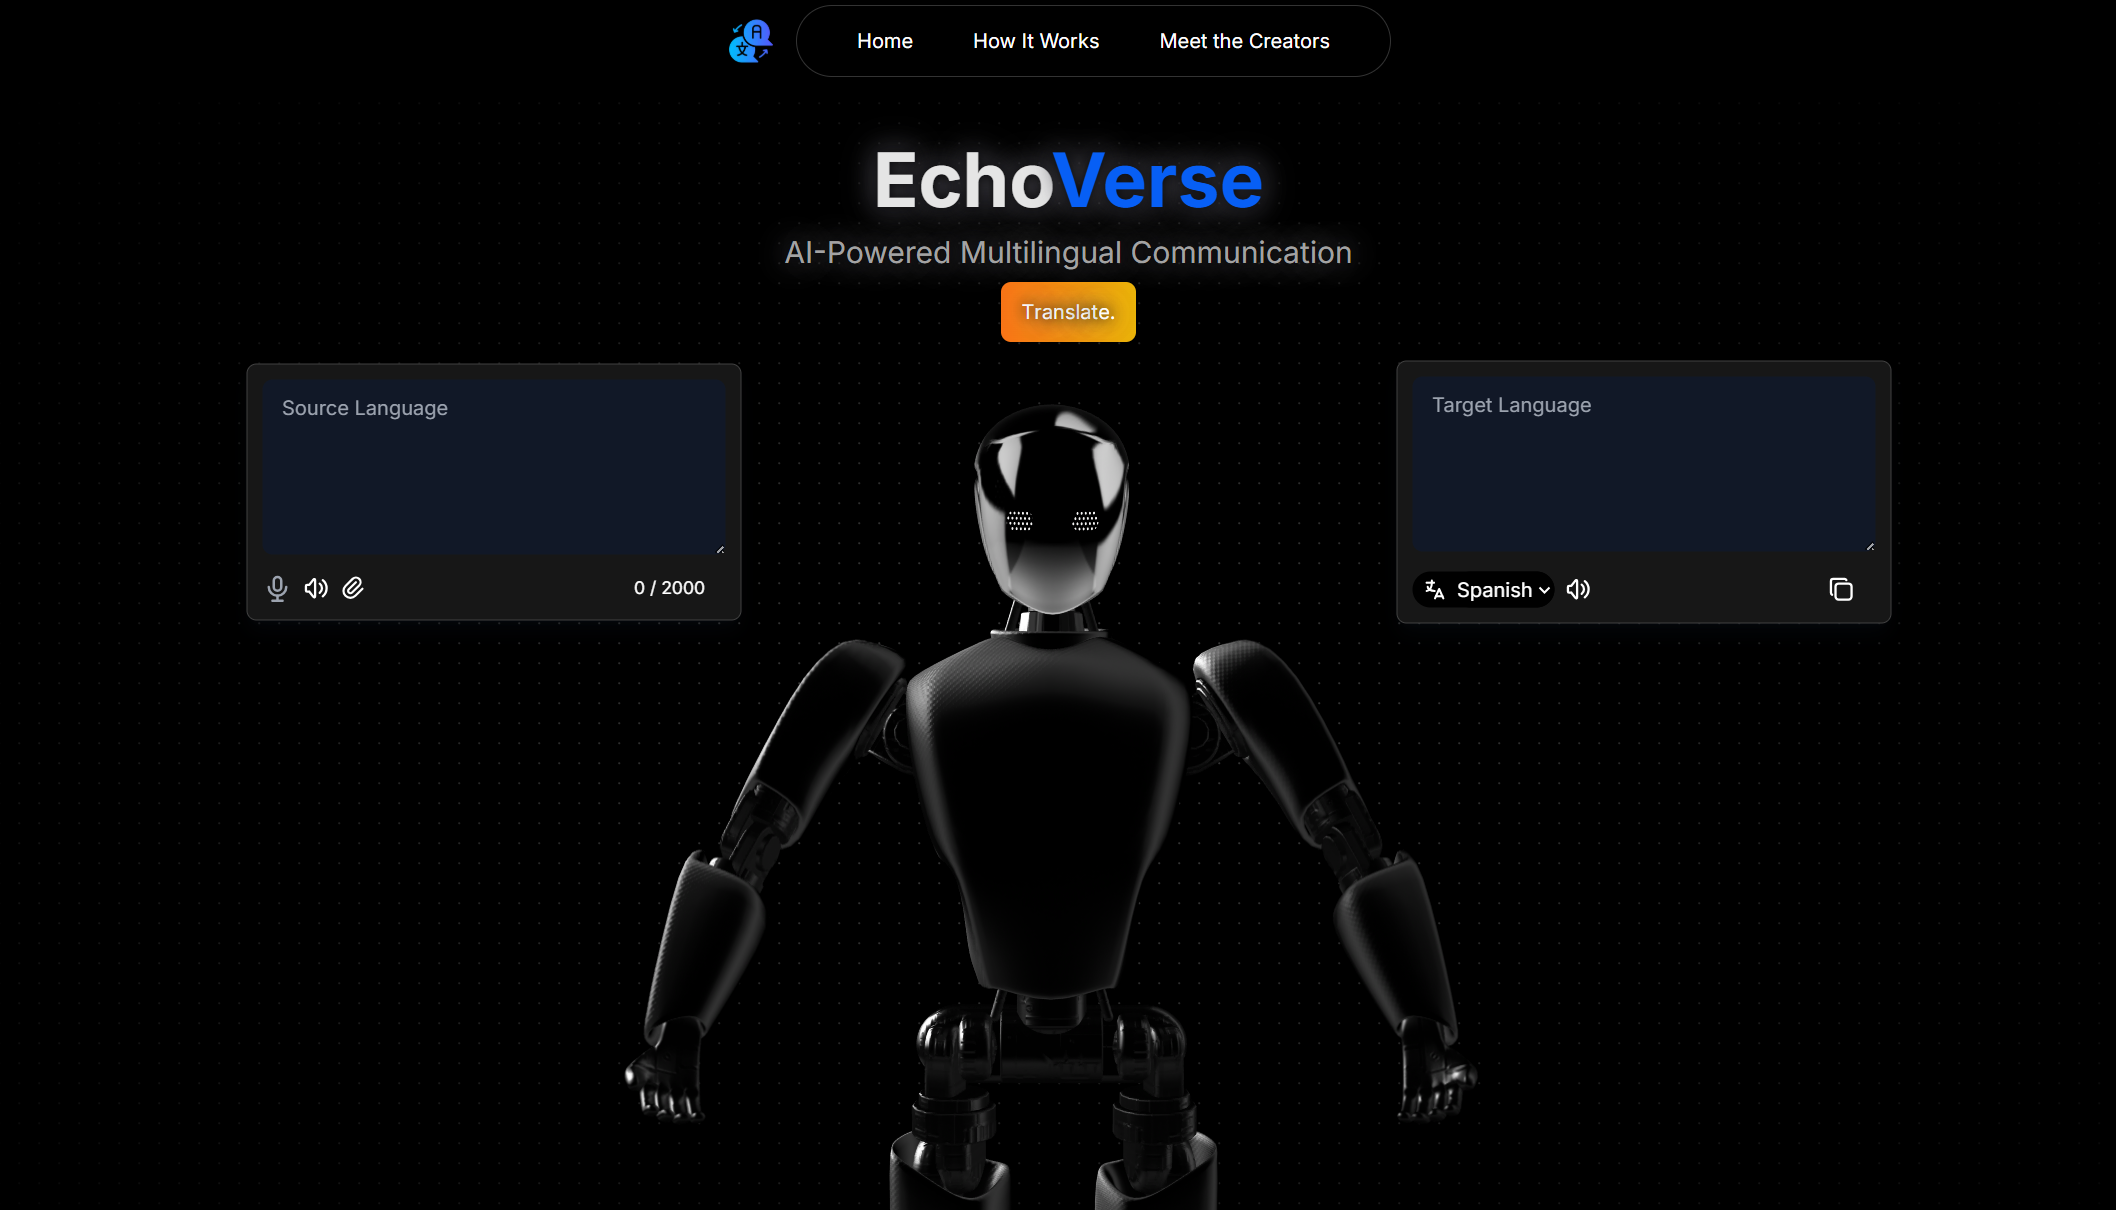 Home How It Works Meet the Creators
EchoVerse
AI-Powered Multilingual Communication
Translate.
Source Language
0 / 2000
Target Language
Spanish